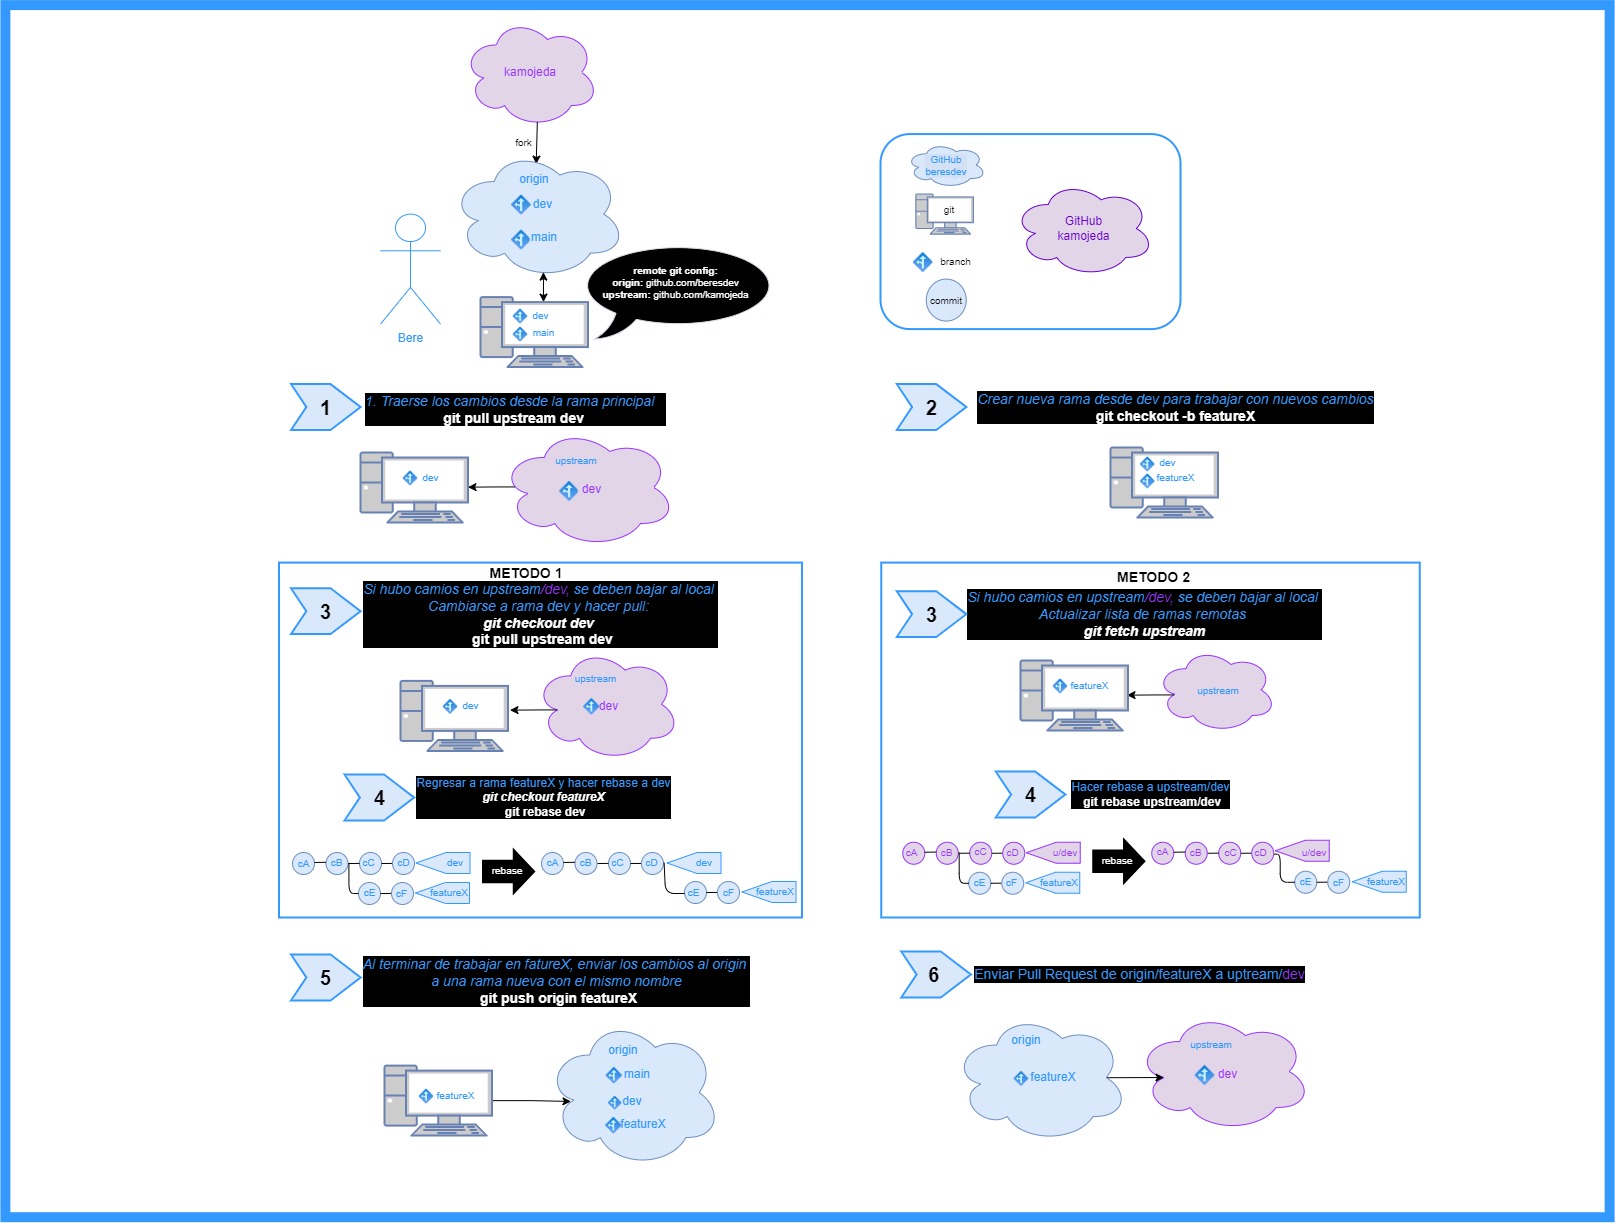 kamojeda
fork
origin
dev
main
remote git config:
origin: github.com/beresdev
upstream: github.com/kamojeda
dev
main
Bere
GitHub
beresdev
git
branch
commit
GitHub
kamojeda
1
1. Traerse los cambios desde la rama principal
git pull upstream dev
dev
upstream
dev
2
Crear nueva rama desde dev para trabajar con nuevos cambios
git checkout -b featureX
dev
featureX
METODO 1
3
Si hubo camios en upstream/dev, se deben bajar al local
Cambiarse a rama dev y hacer pull:
git checkout dev
git pull upstream dev
dev
upstream
dev
4
Regresar a rama featureX y hacer rebase a dev
git checkout featureX
git rebase dev
cA cB cC cD dev
cE cF featureX
rebase
cA cB cC cD dev
cE cF featureX
METODO 2
3
Si hubo camios en upstream/dev, se deben bajar al local
Actualizar lista de ramas remotas
git fetch upstream
featureX
upstream
4
Hacer rebase a upstream/dev
git rebase upstream/dev
cA cB cC cD u/dev
cE cF featureX
rebase
cA cB cC cD u/dev
cE cF featureX
5
Al terminar de trabajar en fatureX, enviar los cambios al origin
a una rama nueva con el mismo nombre
git push origin featureX
featureX
origin
main
dev
featureX
6
Enviar Pull Request de origin/featureX a uptream/dev
origin
featureX
upstream
dev